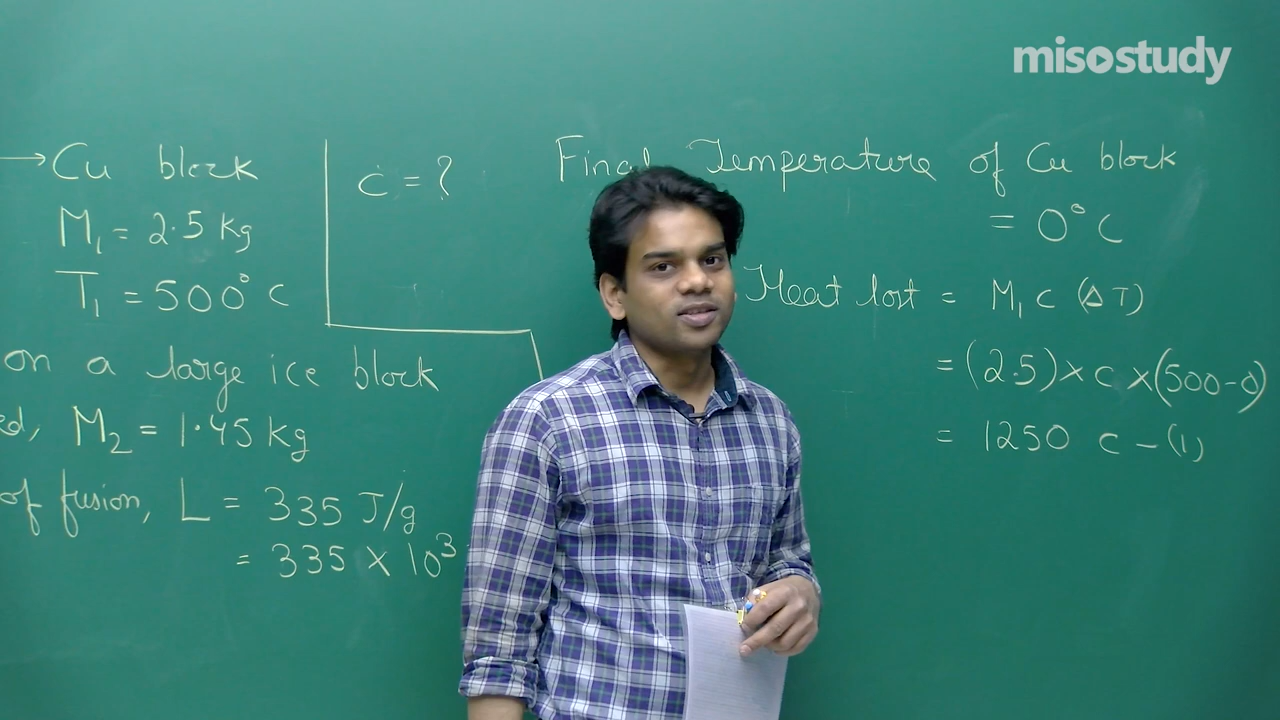 misostudy
→ Cu block
M₁ = 2.5 Kg
T₁ = 500° C
C = ?
on a large ice block
ed, M₂ = 1.45 Kg
of fusion, L = 335 J/g
= 335 × 10³
Final Temperature of Cu block
= 0° C
Heat lost = M₁ C (Δ T)
= (2.5) × C × (500-0)
= 1250 C – (1)